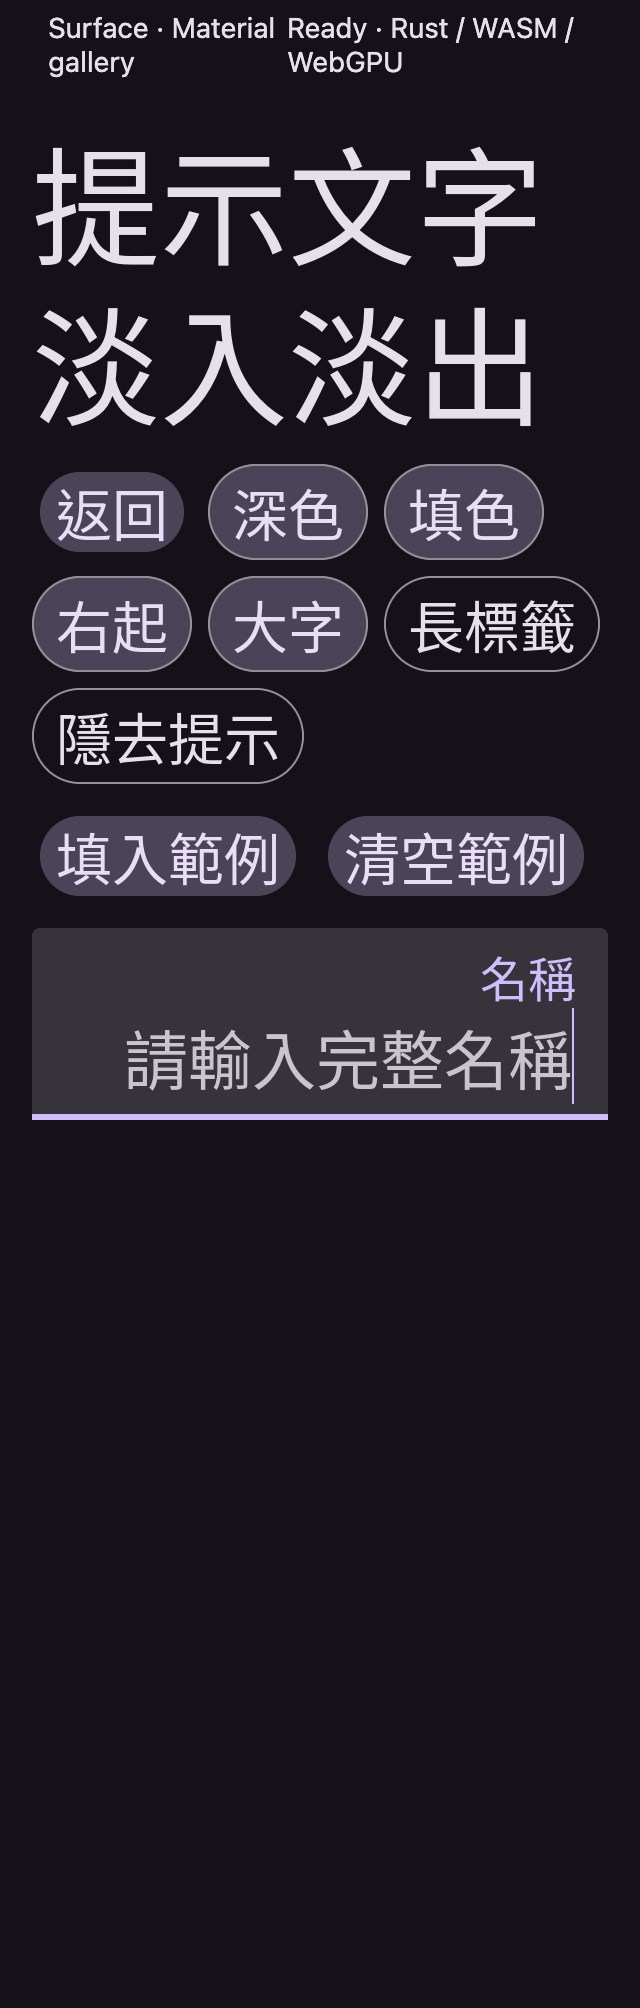 Surface · Material gallery
Ready · Rust / WASM / WebGPU
提示文字
淡入淡出
返回 深色 填色
右起 大字 長標籤
隱去提示
填入範例 清空範例
名稱
請輸入完整名稱